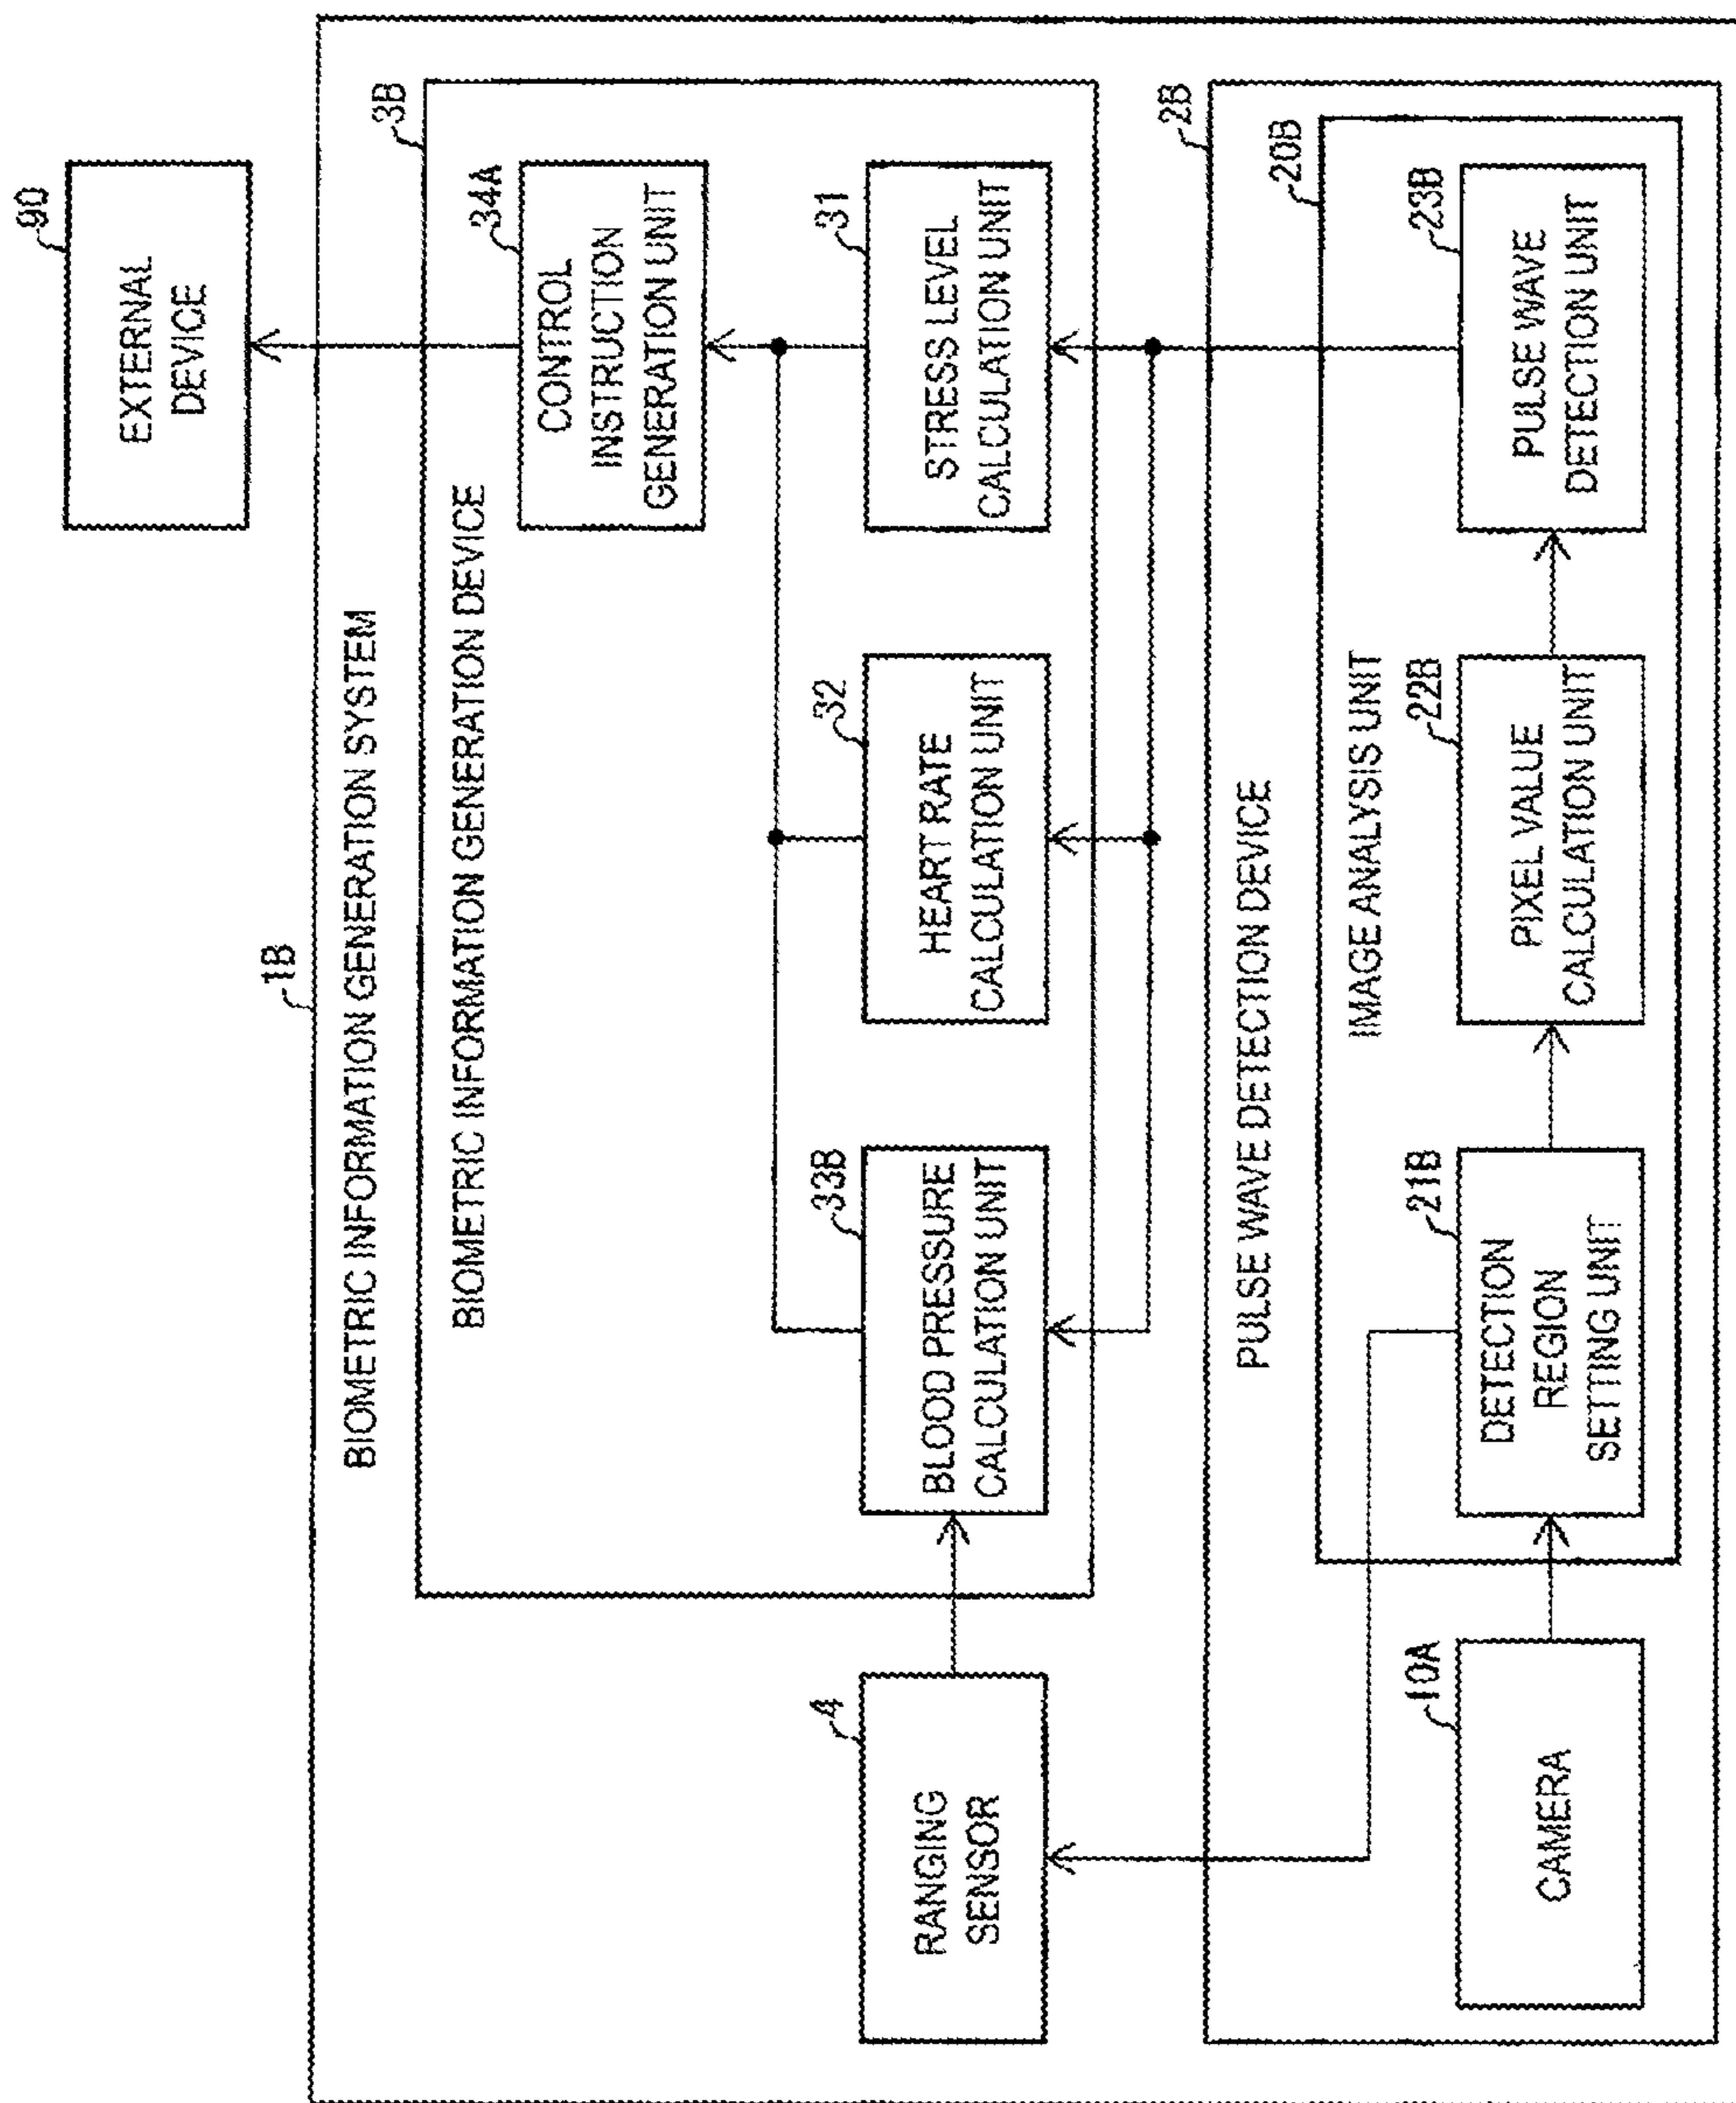 90
EXTERNAL
DEVICE
1B
BIOMETRIC INFORMATION GENERATION SYSTEM
3B
BIOMETRIC INFORMATION GENERATION DEVICE
34A
CONTROL
INSTRUCTION
GENERATION UNIT
4
RANGING
SENSOR
33B
BLOOD PRESSURE
CALCULATION UNIT
32
HEART RATE
CALCULATION UNIT
31
STRESS LEVEL
CALCULATION UNIT
2B
PULSE WAVE DETECTION DEVICE
20B
IMAGE ANALYSIS UNIT
10A
CAMERA
21B
DETECTION
REGION
SETTING UNIT
22B
PIXEL VALUE
CALCULATION UNIT
23B
PULSE WAVE
DETECTION UNIT